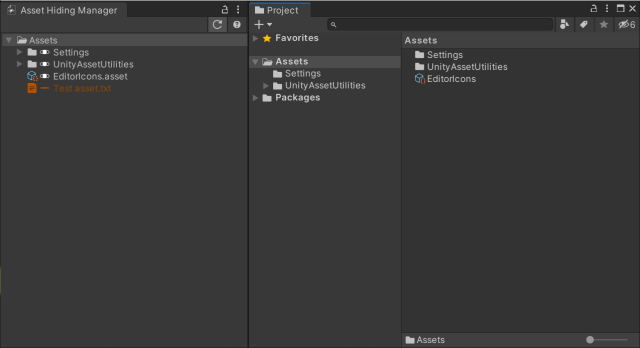 Asset Hiding Manager
Assets
Settings
UnityAssetUtilities
EditorIcons.asset
Test asset.txt
Project
6
Favorites
Assets
Settings
UnityAssetUtilities
Packages
Assets
Settings
UnityAssetUtilities
EditorIcons
Assets